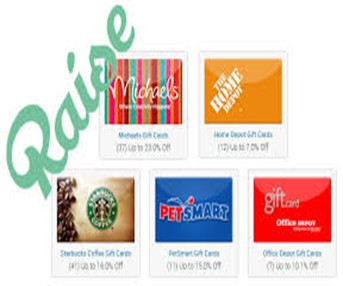 Raise
Michaels
Where Creativity Happens
Michaels Gift Cards
(37) Up to 23.0% Off
THE HOME DEPOT
Home Depot Gift Cards
(12) Up to 7.0% Off
STARBUCKS COFFEE
Starbucks Coffee Gift Cards
(41) Up to 16.0% Off
PETSMART
PetSmart Gift Cards
(11) Up to 15.0% Off
gift card
Office DEPOT
Office Depot Gift Cards
(7) Up to 10.1% Off